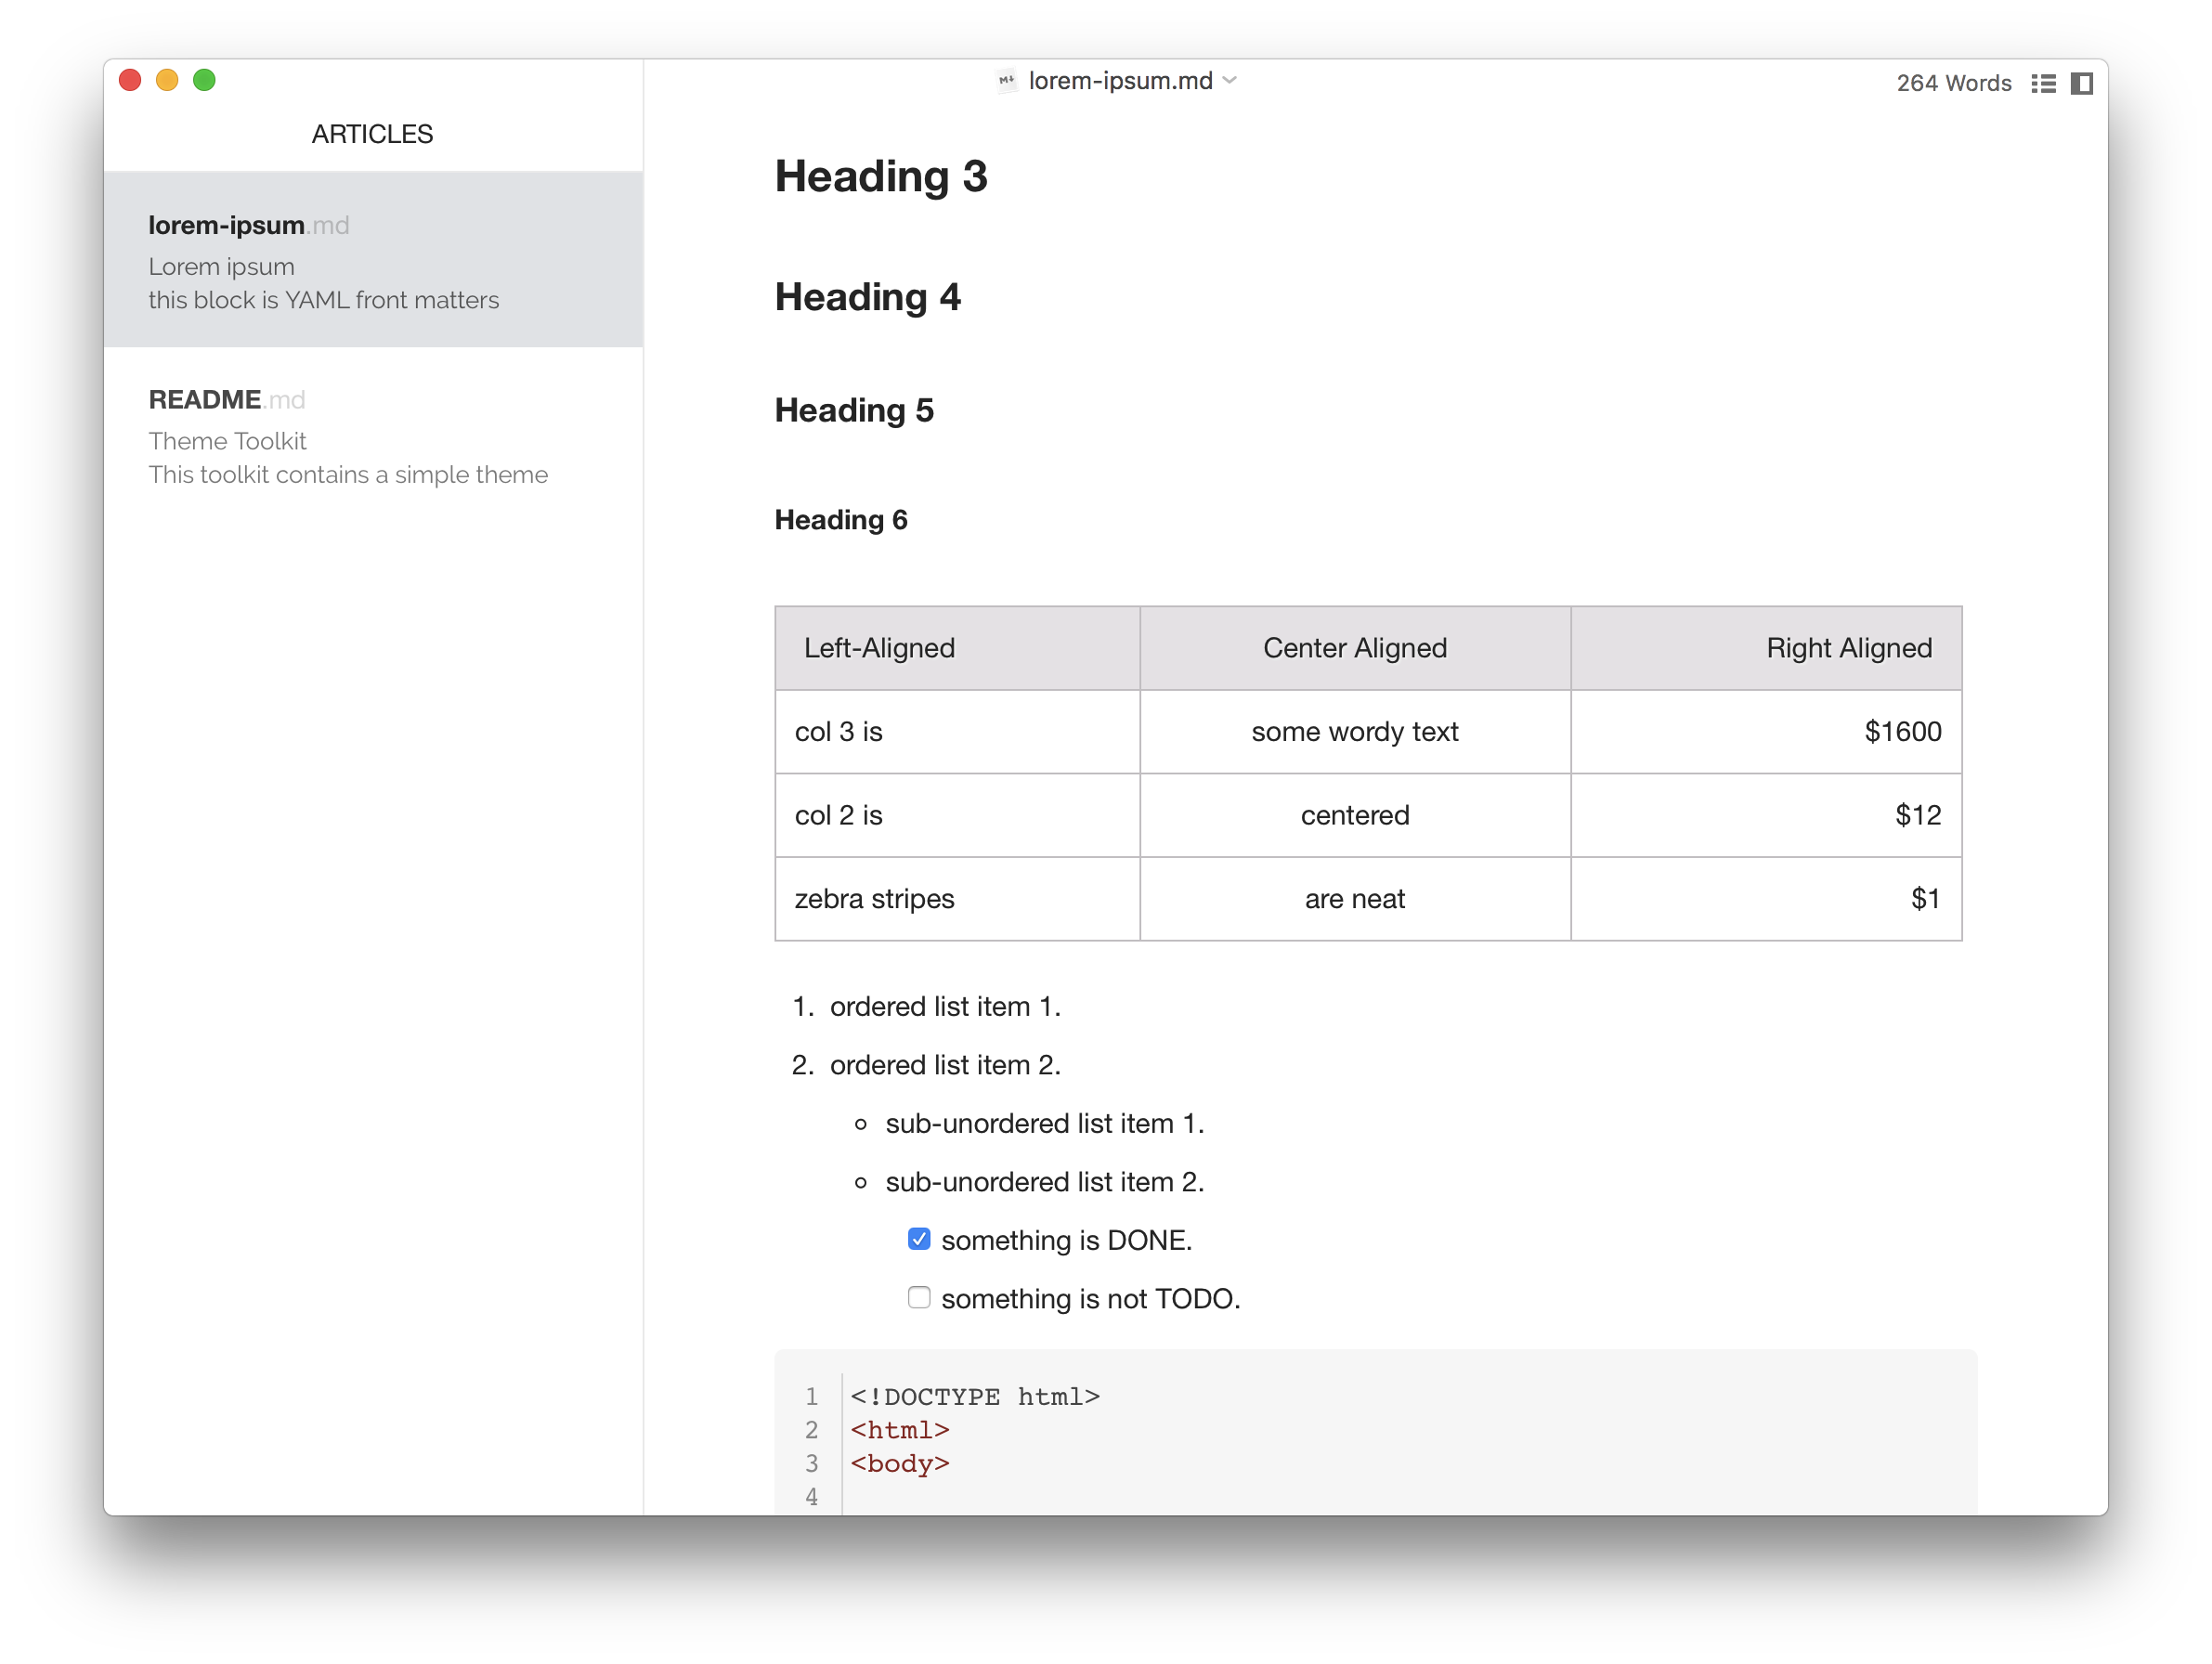 lorem-ipsum.md
264 Words
ARTICLES
lorem-ipsum.md
Lorem ipsum
this block is YAML front matters
README.md
Theme Toolkit
This toolkit contains a simple theme
Heading 3
Heading 4
Heading 5
Heading 6
Left-Aligned Center Aligned Right Aligned
col 3 is some wordy text $1600
col 2 is centered $12
zebra stripes are neat $1
1. ordered list item 1.
2. ordered list item 2.
sub-unordered list item 1.
sub-unordered list item 2.
something is DONE.
something is not TODO.
1 <!DOCTYPE html>
2 <html>
3 <body>
4